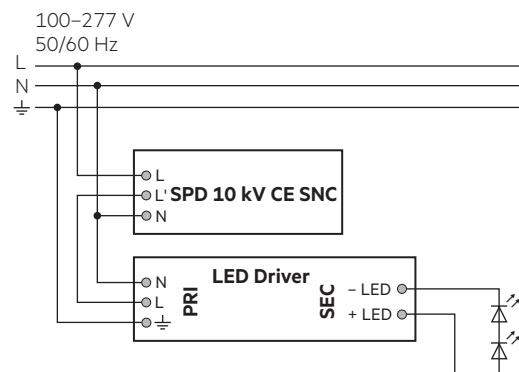 100–277 V
50/60 Hz
L
N
L
L' SPD 10 kV CE SNC
N
LED Driver
N
L
PRI
SEC
– LED
+ LED